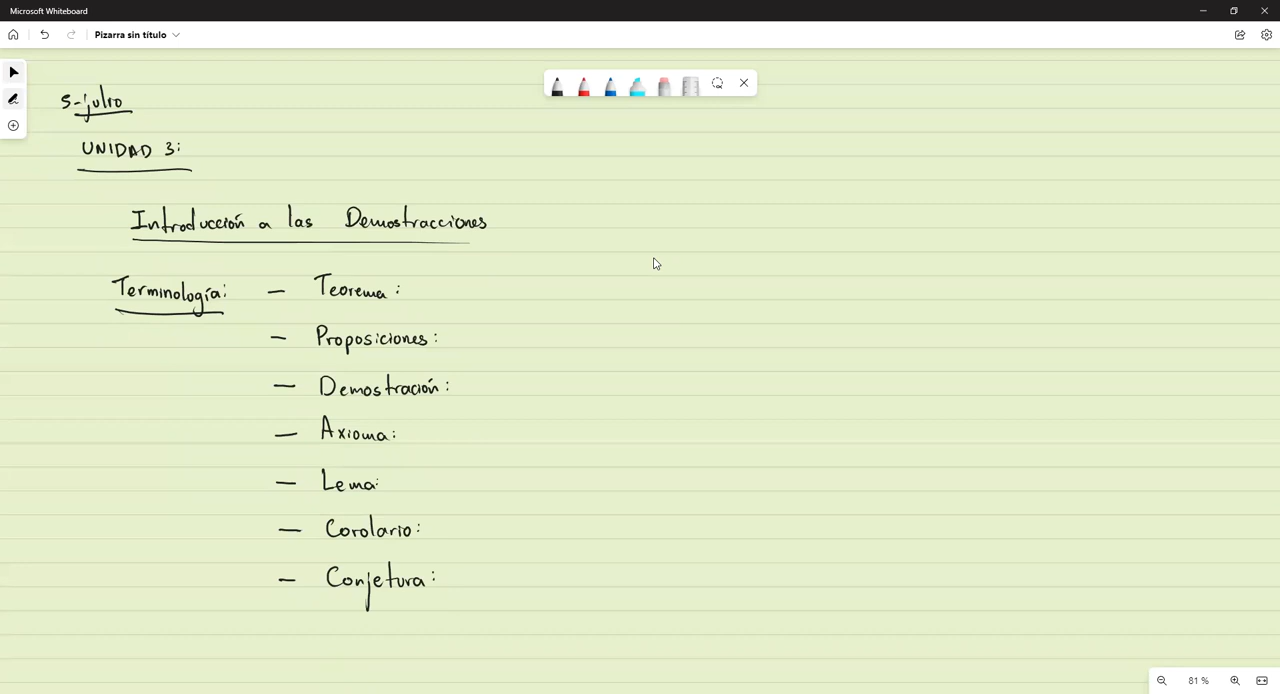 Microsoft Whiteboard
Pizarra sin título
5-julio
UNIDAD 3:
Introducción a las Demostracciones
Terminología: — Teorema:
— Proposiciones:
— Demostración:
— Axioma:
— Lema:
— Corolario:
— Conjetura:
81 %